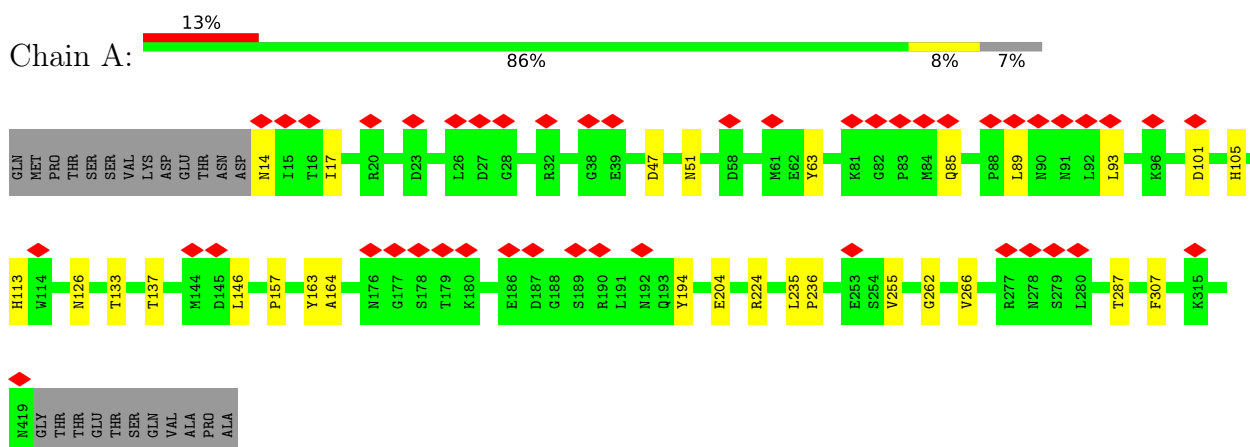 13%
Chain A:
86% 8% 7%
GLN MET PRO THR SER SER VAL LYS ASP GLU THR ASN ASP N14 I15 T16 I17 R20 D23 L26 D27 G28 R32 G38 E39 D47 N51 D58 M61 E62 Y63 K81 G82 P83 M84 Q85 P88 L89 N90 N91 L92 L93 K96 D101 H105
H113 W114 N126 T133 T137 M144 D145 L146 P157 Y163 A164 N176 G177 S178 T179 K180 E186 D187 G188 S189 R190 L191 N192 Q193 Y194 E204 R224 L235 P236 E253 S254 V255 G262 V266 R277 N278 S279 L280 T287 F307 K315
N419 GLY THR THR GLU THR SER GLN VAL ALA PRO ALA